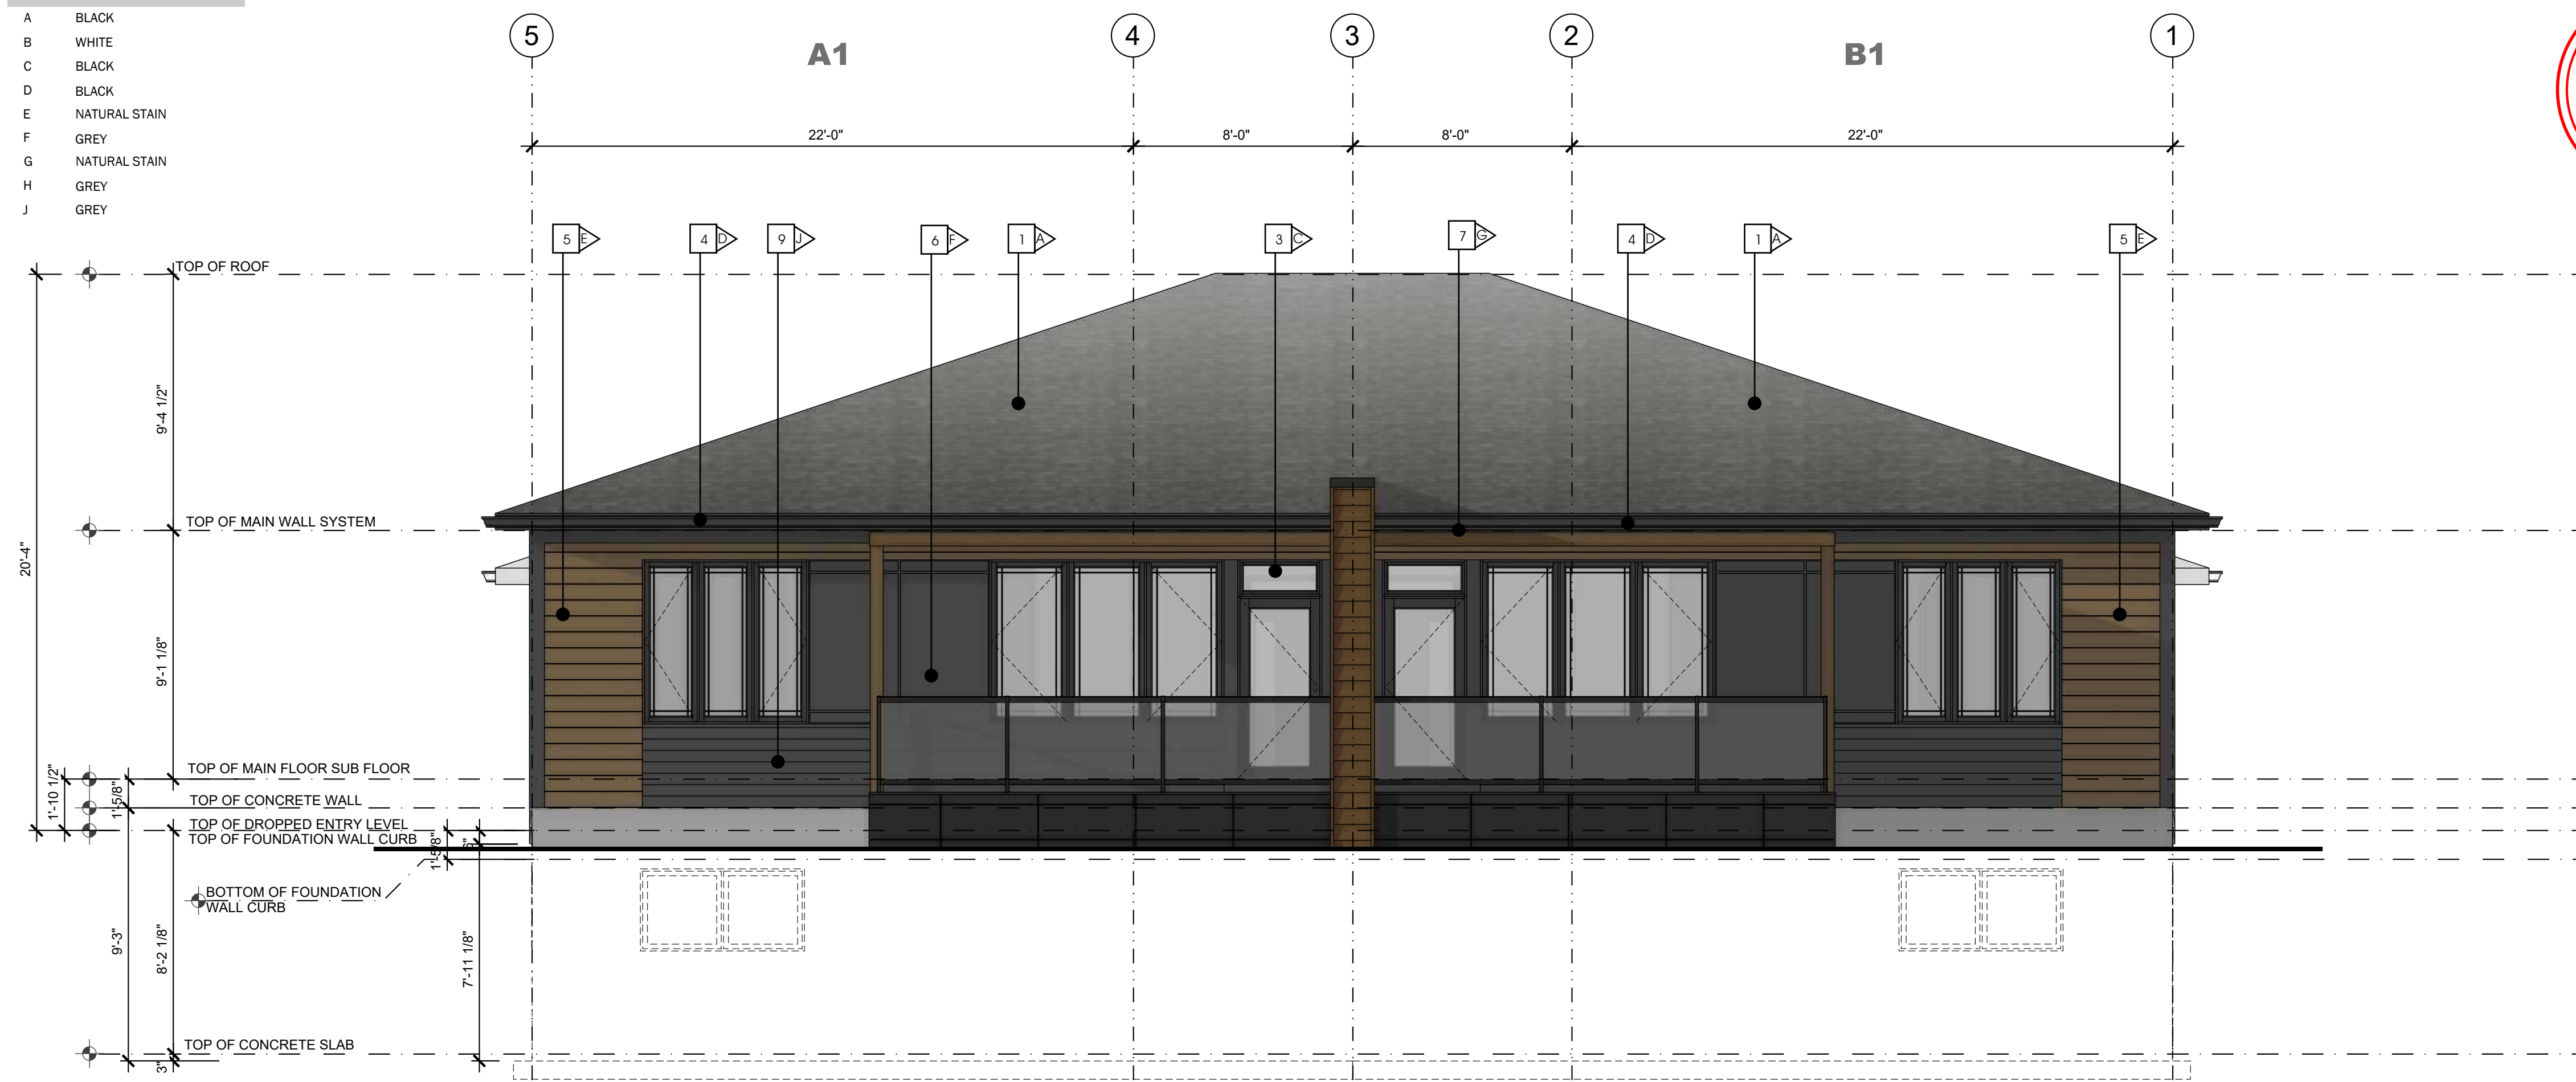 A BLACK
B WHITE
C BLACK
D BLACK
E NATURAL STAIN
F GREY
G NATURAL STAIN
H GREY
J GREY
5 A1 4 3 2 B1 1
22'-0" 8'-0" 8'-0" 22'-0"
5 E 4 D 9 J 6 F 1 A 3 C 7 G 4 D 1 A 5 E
TOP OF ROOF
9'-4 1/2"
TOP OF MAIN WALL SYSTEM
20'-4"
9'-1 1/8"
TOP OF MAIN FLOOR SUB FLOOR
1'-10 1/2"
1'-5/8"
TOP OF CONCRETE WALL
TOP OF DROPPED ENTRY LEVEL
TOP OF FOUNDATION WALL CURB
1'-5/8"
6"
BOTTOM OF FOUNDATION
WALL CURB
9'-3"
8'-2 1/8"
7'-11 1/8"
TOP OF CONCRETE SLAB
3"